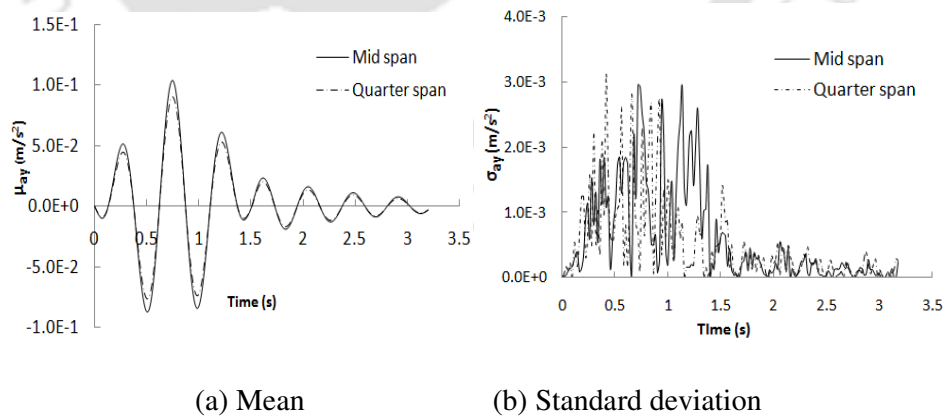 1.5E-1
1.0E-1
5.0E-2
0.0E+0
-5.0E-2
-1.0E-1
μay (m/s²)
0 0.5 1 1.5 2 2.5 3 3.5
Time (s)
Mid span
Quarter span
4.0E-3
3.0E-3
2.0E-3
1.0E-3
0.0E+0
σay (m/s²)
0 0.5 1 1.5 2 2.5 3 3.5
TIme (s)
Mid span
Quarter span
(a) Mean
(b) Standard deviation